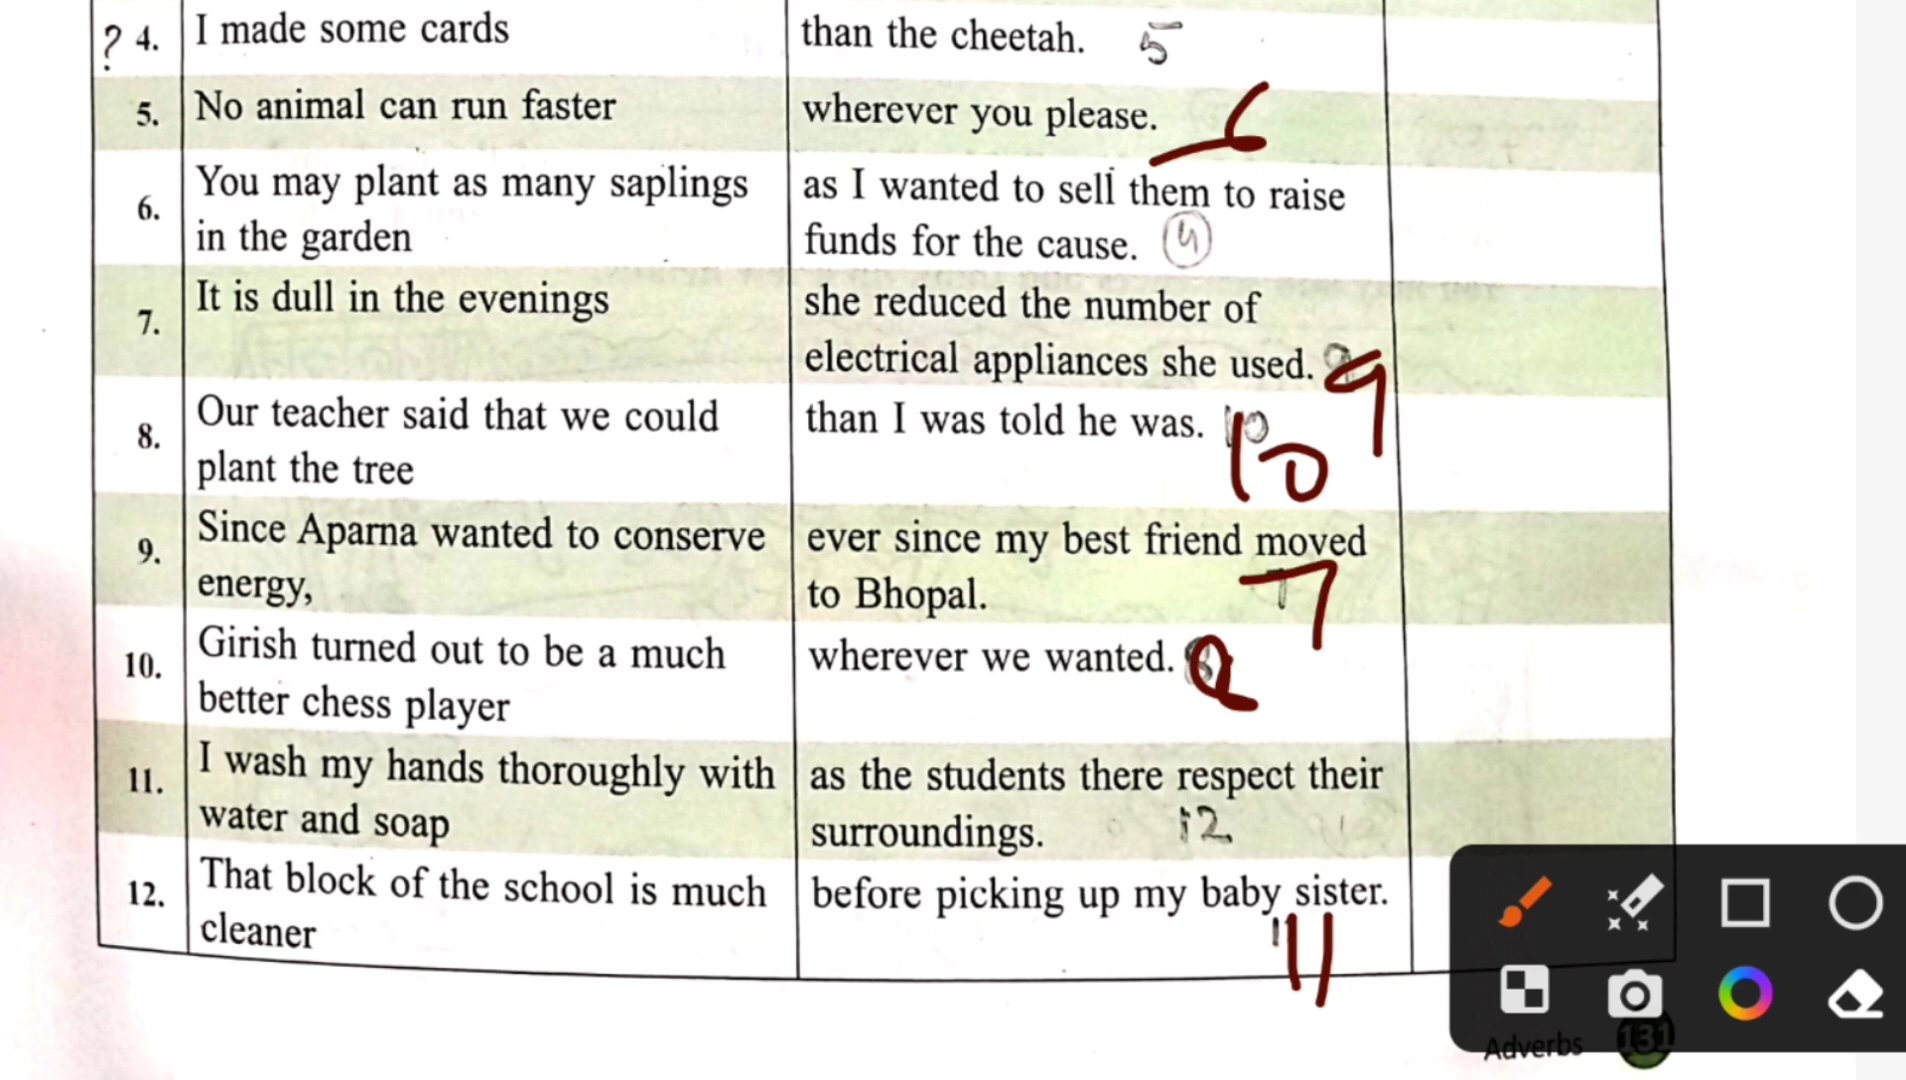 ? 4. I made some cards than the cheetah. 5
5. No animal can run faster wherever you please. 6
6. You may plant as many saplings as I wanted to sell them to raise
in the garden funds for the cause. 4
7. It is dull in the evenings she reduced the number of
electrical appliances she used. 9
8. Our teacher said that we could than I was told he was. 10
plant the tree
9. Since Aparna wanted to conserve ever since my best friend moved
energy, to Bhopal. 7
10. Girish turned out to be a much wherever we wanted.
better chess player
11. I wash my hands thoroughly with as the students there respect their
water and soap surroundings. 12
12. That block of the school is much before picking up my baby sister.
cleaner 11
Adverbs 131